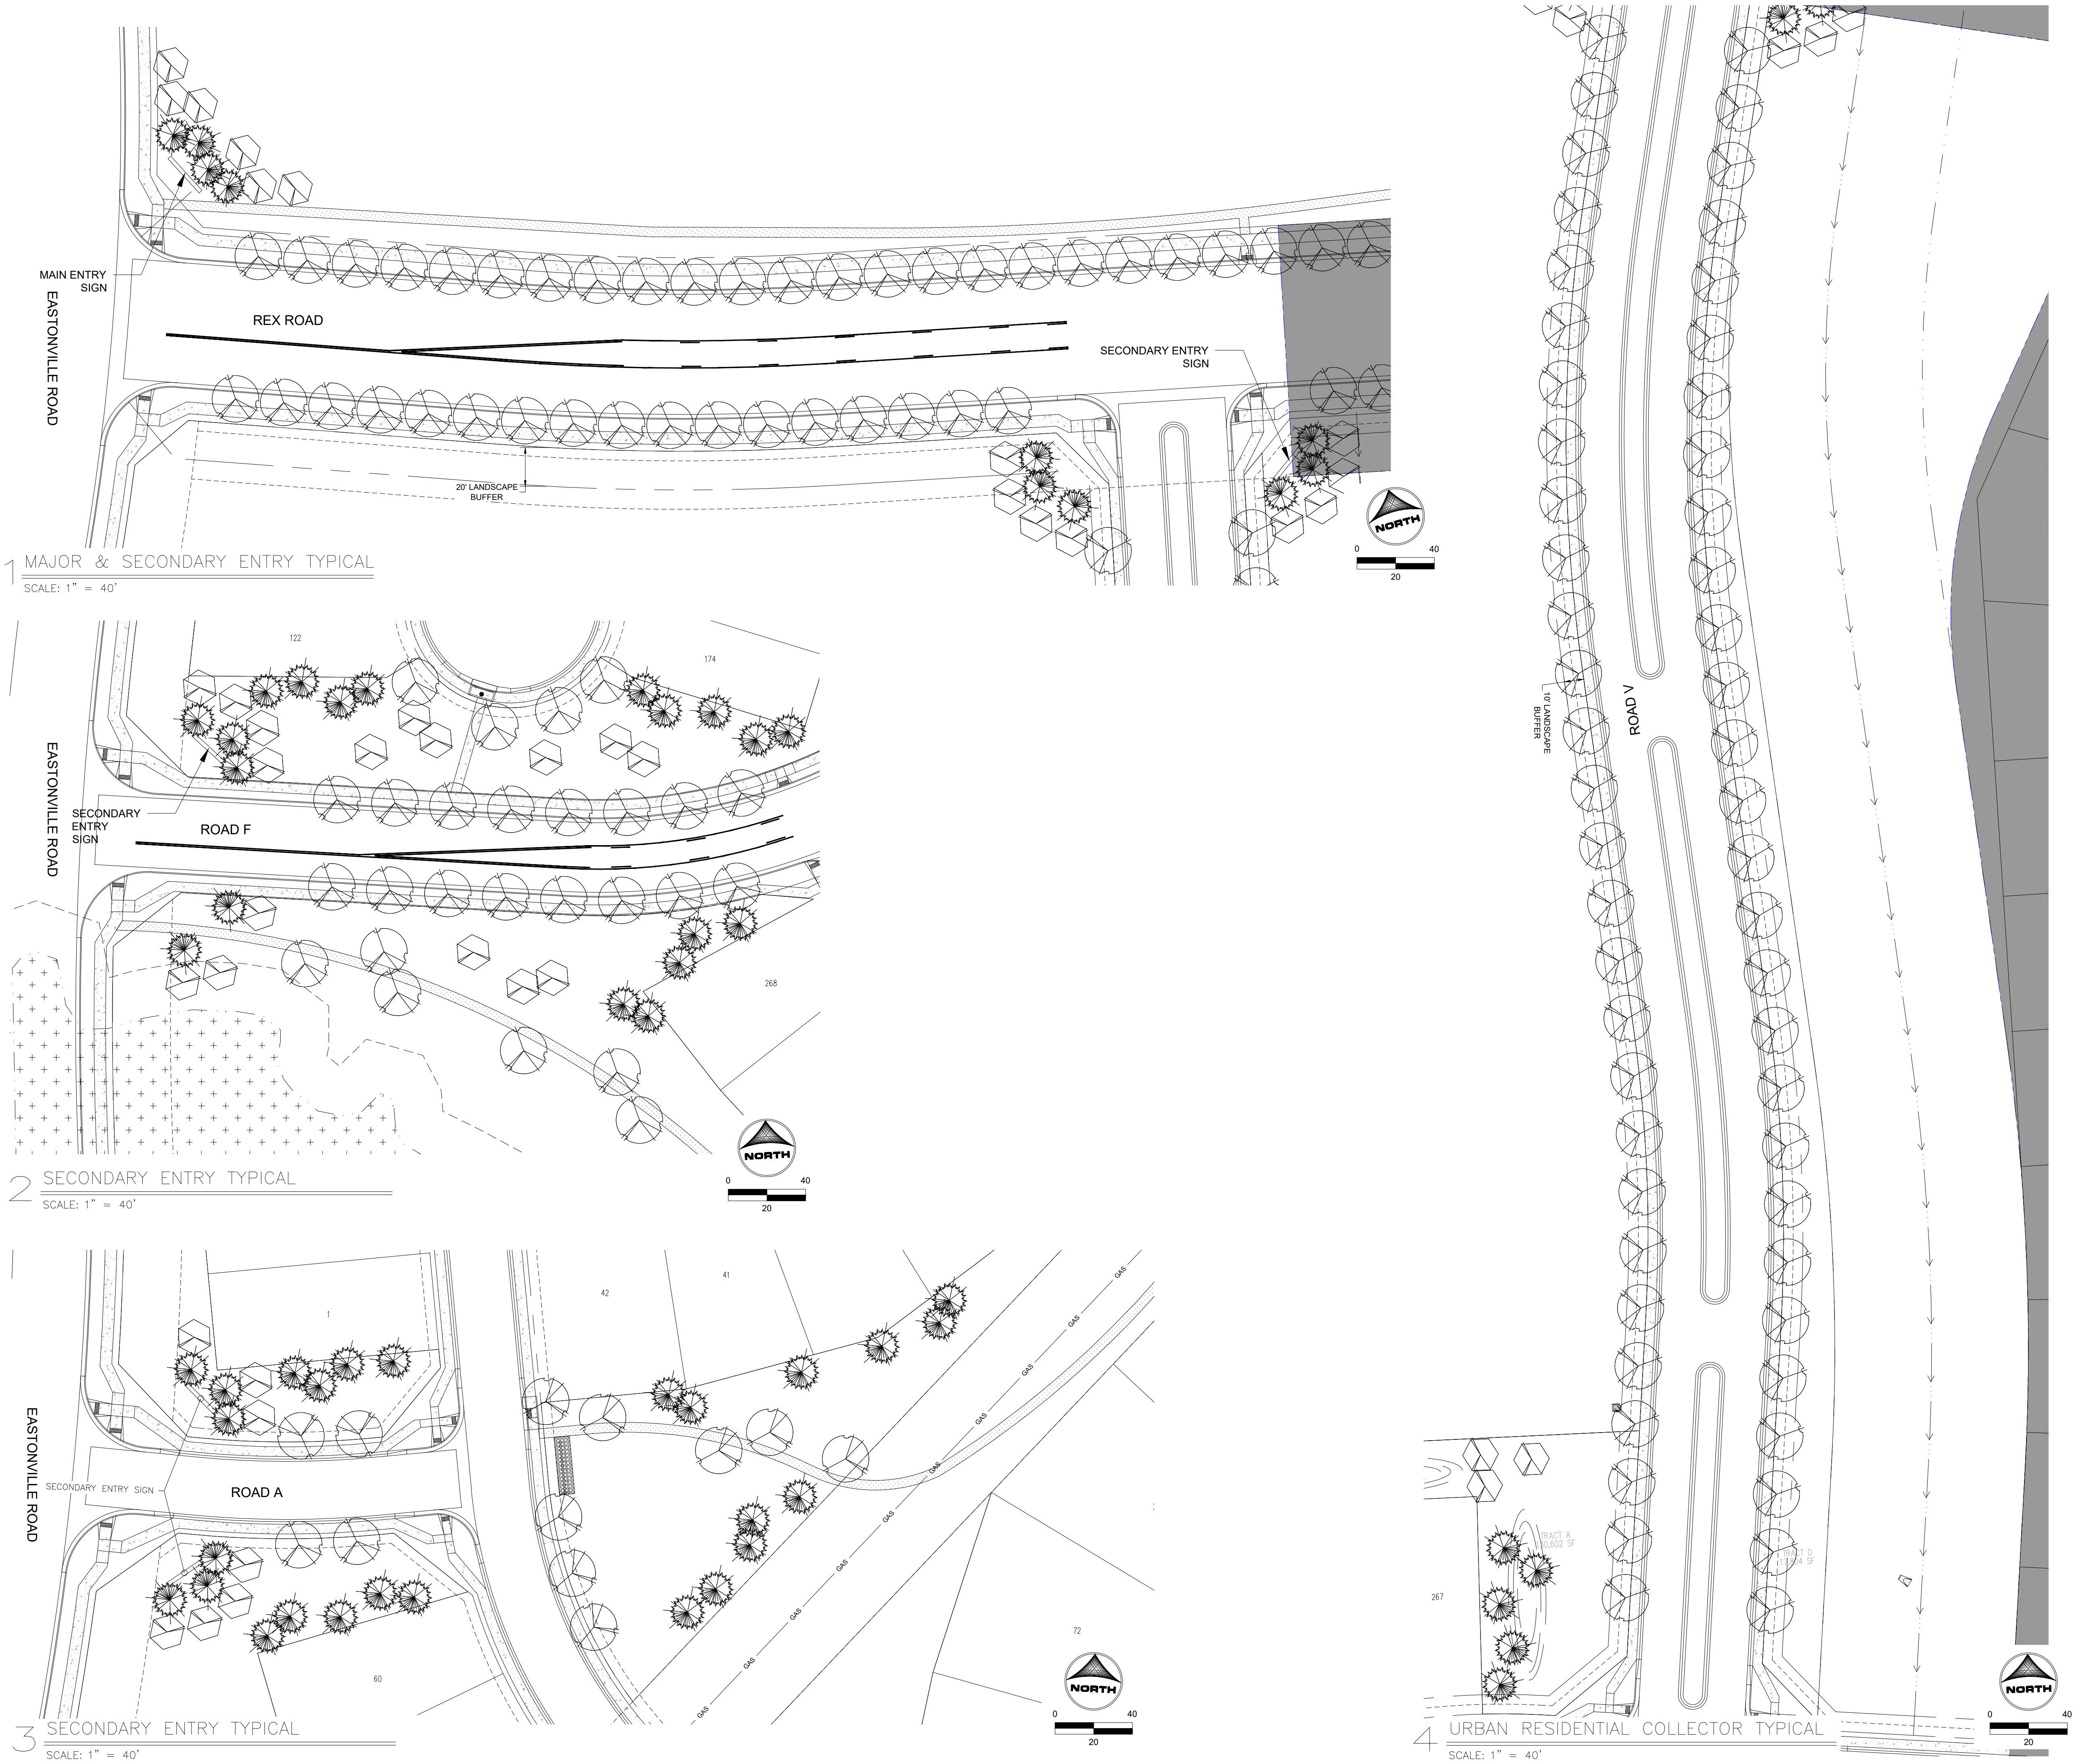 MAIN ENTRY
SIGN
EASTONVILLE ROAD
REX ROAD
SECONDARY ENTRY
SIGN
20' LANDSCAPE
BUFFER
NORTH
0 40
20
1 MAJOR & SECONDARY ENTRY TYPICAL
SCALE: 1" = 40'
122
174
EASTONVILLE ROAD
SECONDARY
ENTRY
SIGN
ROAD F
268
NORTH
0 40
20
2 SECONDARY ENTRY TYPICAL
SCALE: 1" = 40'
1
42
41
GAS
GAS
GAS
GAS
GAS
GAS
GAS
GAS
GAS
GAS
EASTONVILLE ROAD
SECONDARY ENTRY SIGN
ROAD A
60
72
NORTH
0 40
20
3 SECONDARY ENTRY TYPICAL
SCALE: 1" = 40'
10' LANDSCAPE
BUFFER
ROAD V
TRACT A
TRACT D
267
NORTH
0 40
20
4 URBAN RESIDENTIAL COLLECTOR TYPICAL
SCALE: 1" = 40'